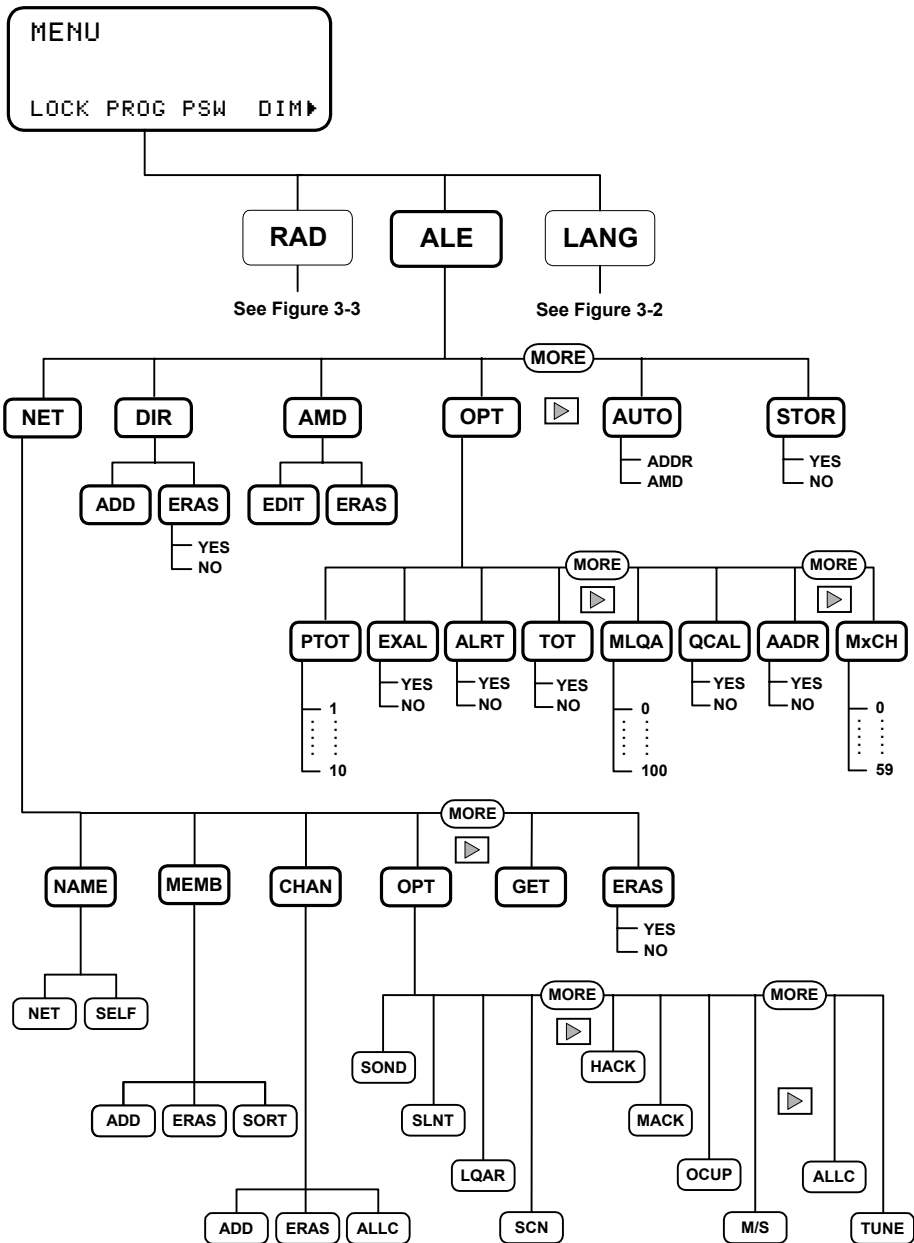 MENU
LOCK PROG PSW DIM
RAD ALE LANG
See Figure 3-3 See Figure 3-2
MORE
NET DIR AMD OPT AUTO STOR
ADDR
AMD
YES
NO
ADD ERAS EDIT ERAS
YES
NO
MORE MORE
PTOT EXAL ALRT TOT MLQA QCAL AADR MxCH
YES
NO
YES
NO
YES
NO
YES
NO
YES
NO
1
10
0
100
0
59
MORE
NAME MEMB CHAN OPT GET ERAS
YES
NO
NET SELF
MORE MORE
SOND HACK
ADD ERAS SORT SLNT MACK
LQAR OCUP ALLC
ADD ERAS ALLC SCN M/S TUNE